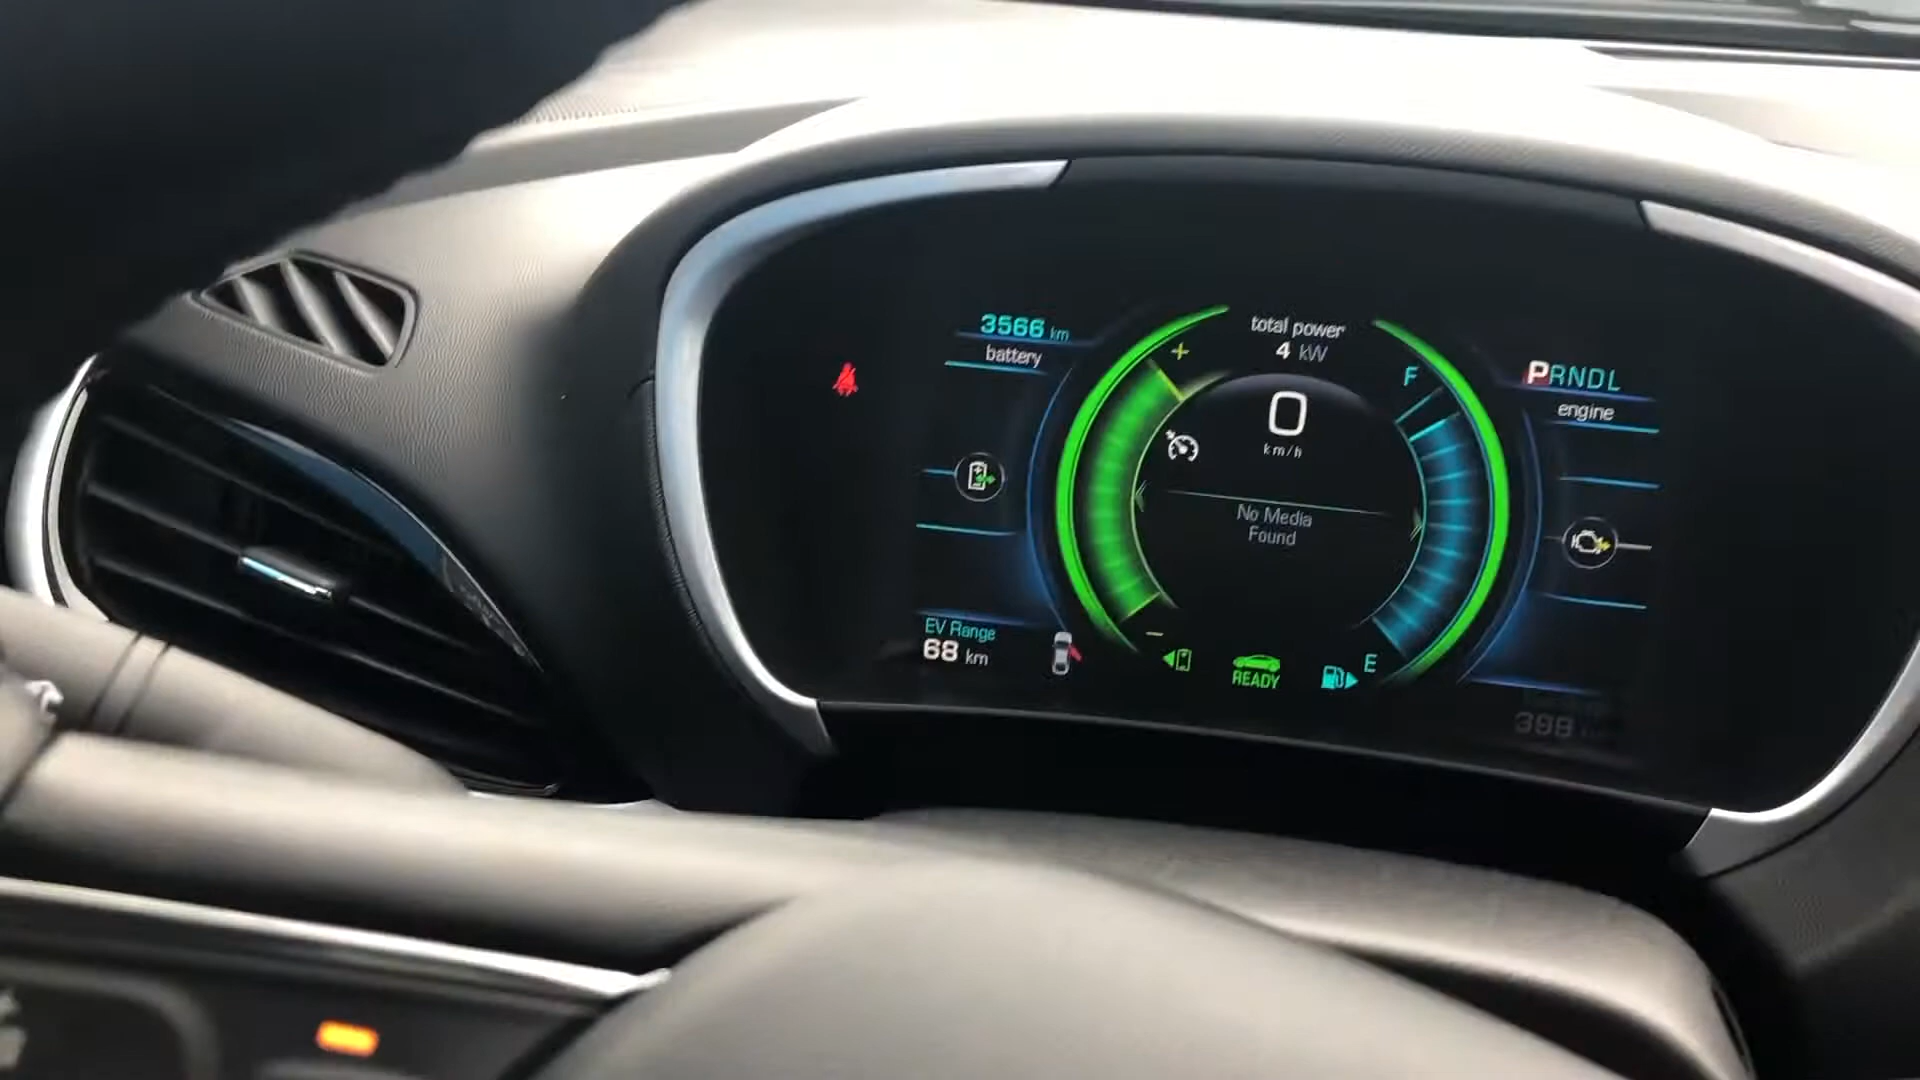 3566 km
battery
total power
4 kW
+
0
km/h
F
PRNDL
engine
No Media
Found
EV Range
68 km
−
READY
E
398